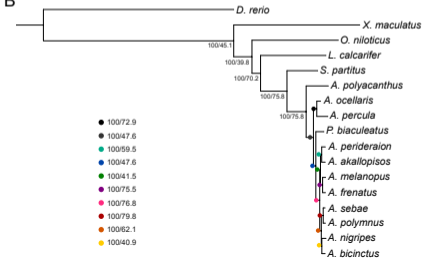 B
D. rerio
X. maculatus
100/45.1
O. niloticus
100/39.8
L. calcarifer
100/70.2
S. partitus
100/75.8
A. polyacanthus
100/75.8
A. ocellaris
A. percula
P. biaculeatus
A. perideraion
A. akallopisos
A. melanopus
A. frenatus
A. sebae
A. polymnus
A. nigripes
A. bicinctus
100/72.9
100/47.6
100/59.5
100/47.6
100/41.5
100/75.5
100/76.8
100/79.8
100/62.1
100/40.9